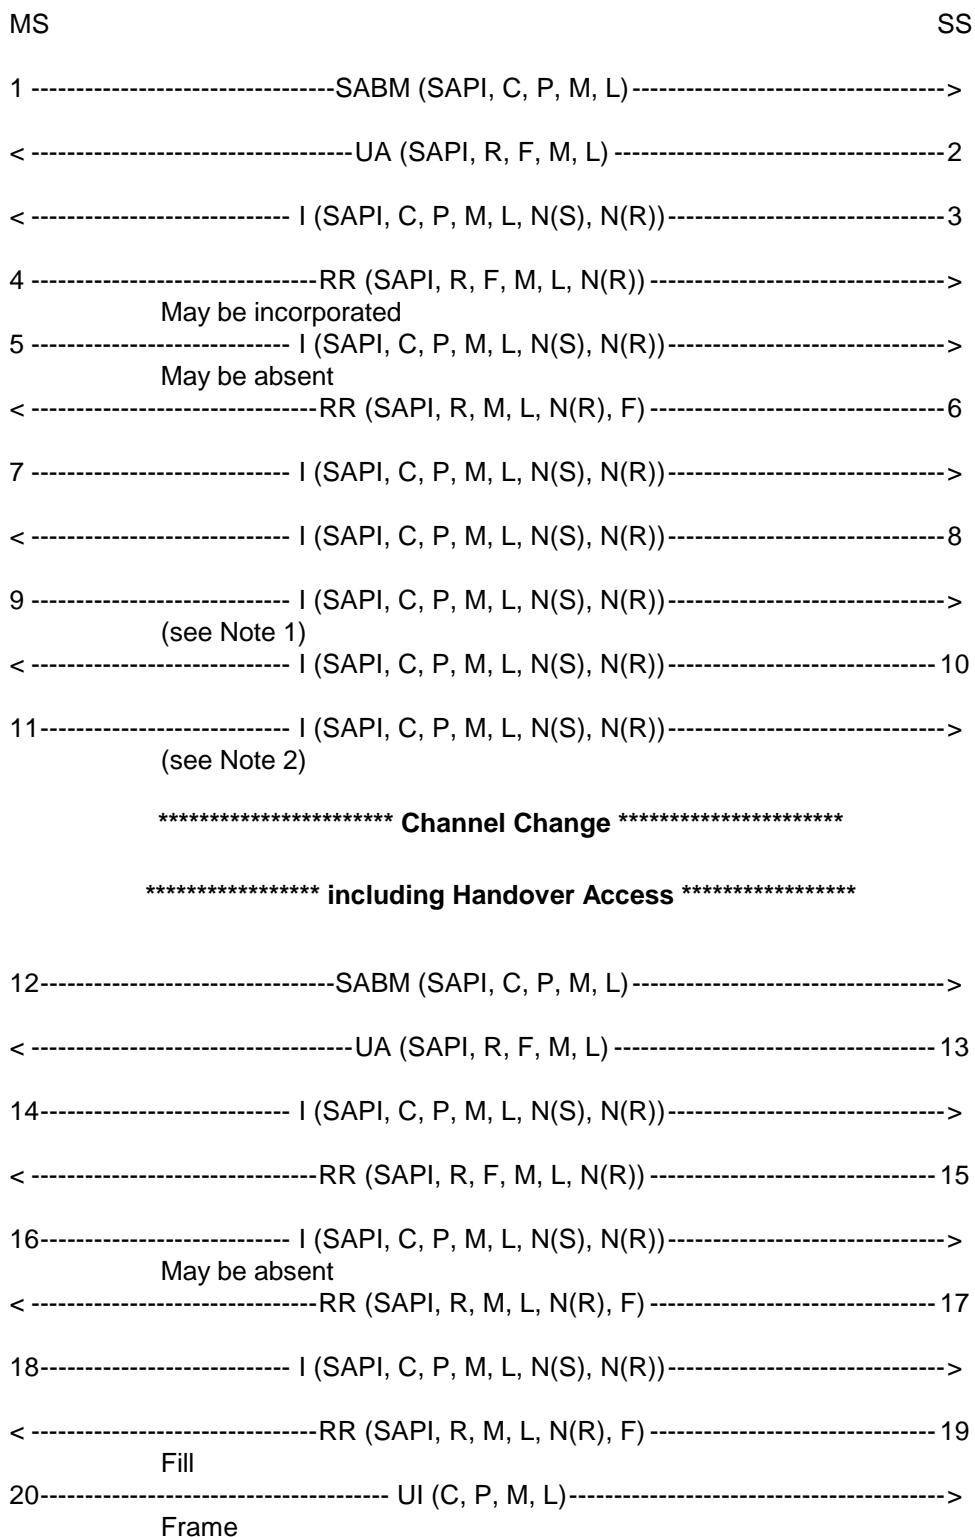 MS SS
1 ----------------------------------SABM (SAPI, C, P, M, L)----------------------------------->
< ------------------------------------UA (SAPI, R, F, M, L) -------------------------------------2
< ----------------------------- I (SAPI, C, P, M, L, N(S), N(R))-------------------------------3
4 --------------------------------RR (SAPI, R, F, M, L, N(R)) --------------------------------->
May be incorporated
5 ----------------------------- I (SAPI, C, P, M, L, N(S), N(R))------------------------------->
May be absent
< --------------------------------RR (SAPI, R, M, L, N(R), F) ---------------------------------6
7 ----------------------------- I (SAPI, C, P, M, L, N(S), N(R))------------------------------->
< ----------------------------- I (SAPI, C, P, M, L, N(S), N(R))-------------------------------8
9 ----------------------------- I (SAPI, C, P, M, L, N(S), N(R))------------------------------->
(see Note 1)
< ----------------------------- I (SAPI, C, P, M, L, N(S), N(R))------------------------------ 10
11---------------------------- I (SAPI, C, P, M, L, N(S), N(R))------------------------------->
(see Note 2)
*********************** Channel Change **********************
***************** including Handover Access *****************
12---------------------------------SABM (SAPI, C, P, M, L)----------------------------------->
< ------------------------------------UA (SAPI, R, F, M, L) ------------------------------------ 13
14---------------------------- I (SAPI, C, P, M, L, N(S), N(R))------------------------------->
< --------------------------------RR (SAPI, R, F, M, L, N(R)) -------------------------------- 15
16---------------------------- I (SAPI, C, P, M, L, N(S), N(R))------------------------------->
May be absent
< --------------------------------RR (SAPI, R, M, L, N(R), F) -------------------------------- 17
18---------------------------- I (SAPI, C, P, M, L, N(S), N(R))------------------------------->
< --------------------------------RR (SAPI, R, M, L, N(R), F) -------------------------------- 19
Fill
20--------------------------------------- UI (C, P, M, L)------------------------------------------>
Frame